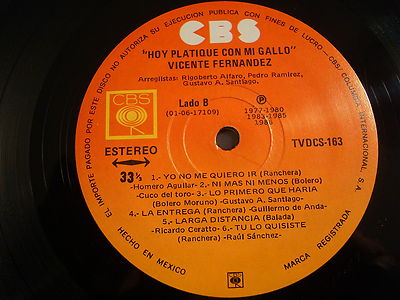 EL IMPORTE PAGADO POR ESTE DISCO NO AUTORIZA SU EJECUCION PUBLICA CON FINES DE LUCRO—CBS/COLUMBIA INTERNACIONAL, S.A.
CBS
"HOY PLATIQUE CON MI GALLO"
VICENTE FERNANDEZ
Arreglistas: Rigoberto Alfaro, Pedro Ramirez,
Gustavo A. Santiago.
CBS
Lado B
(01-06-17109)
Ⓟ
1977-1980
1983-1985
1986
ESTEREO
TVDCS-163
33⅓
1.- YO NO ME QUIERO IR (Ranchera)
-Homero Aguilar- 2.- NI MAS NI MENOS (Bolero)
-Cuco del toro- 3.- LO PRIMERO QUE HARIA
(Bolero Moruno) -Gustavo A. Santiago-
4.- LA ENTREGA (Ranchera) -Guillermo de Anda-
5.- LARGA DISTANCIA (Balada)
-Ricardo Ceratto- 6.- TU LO QUISISTE
(Ranchera) -Raúl Sánchez-
HECHO EN MEXICO
MARCA REGISTRADA